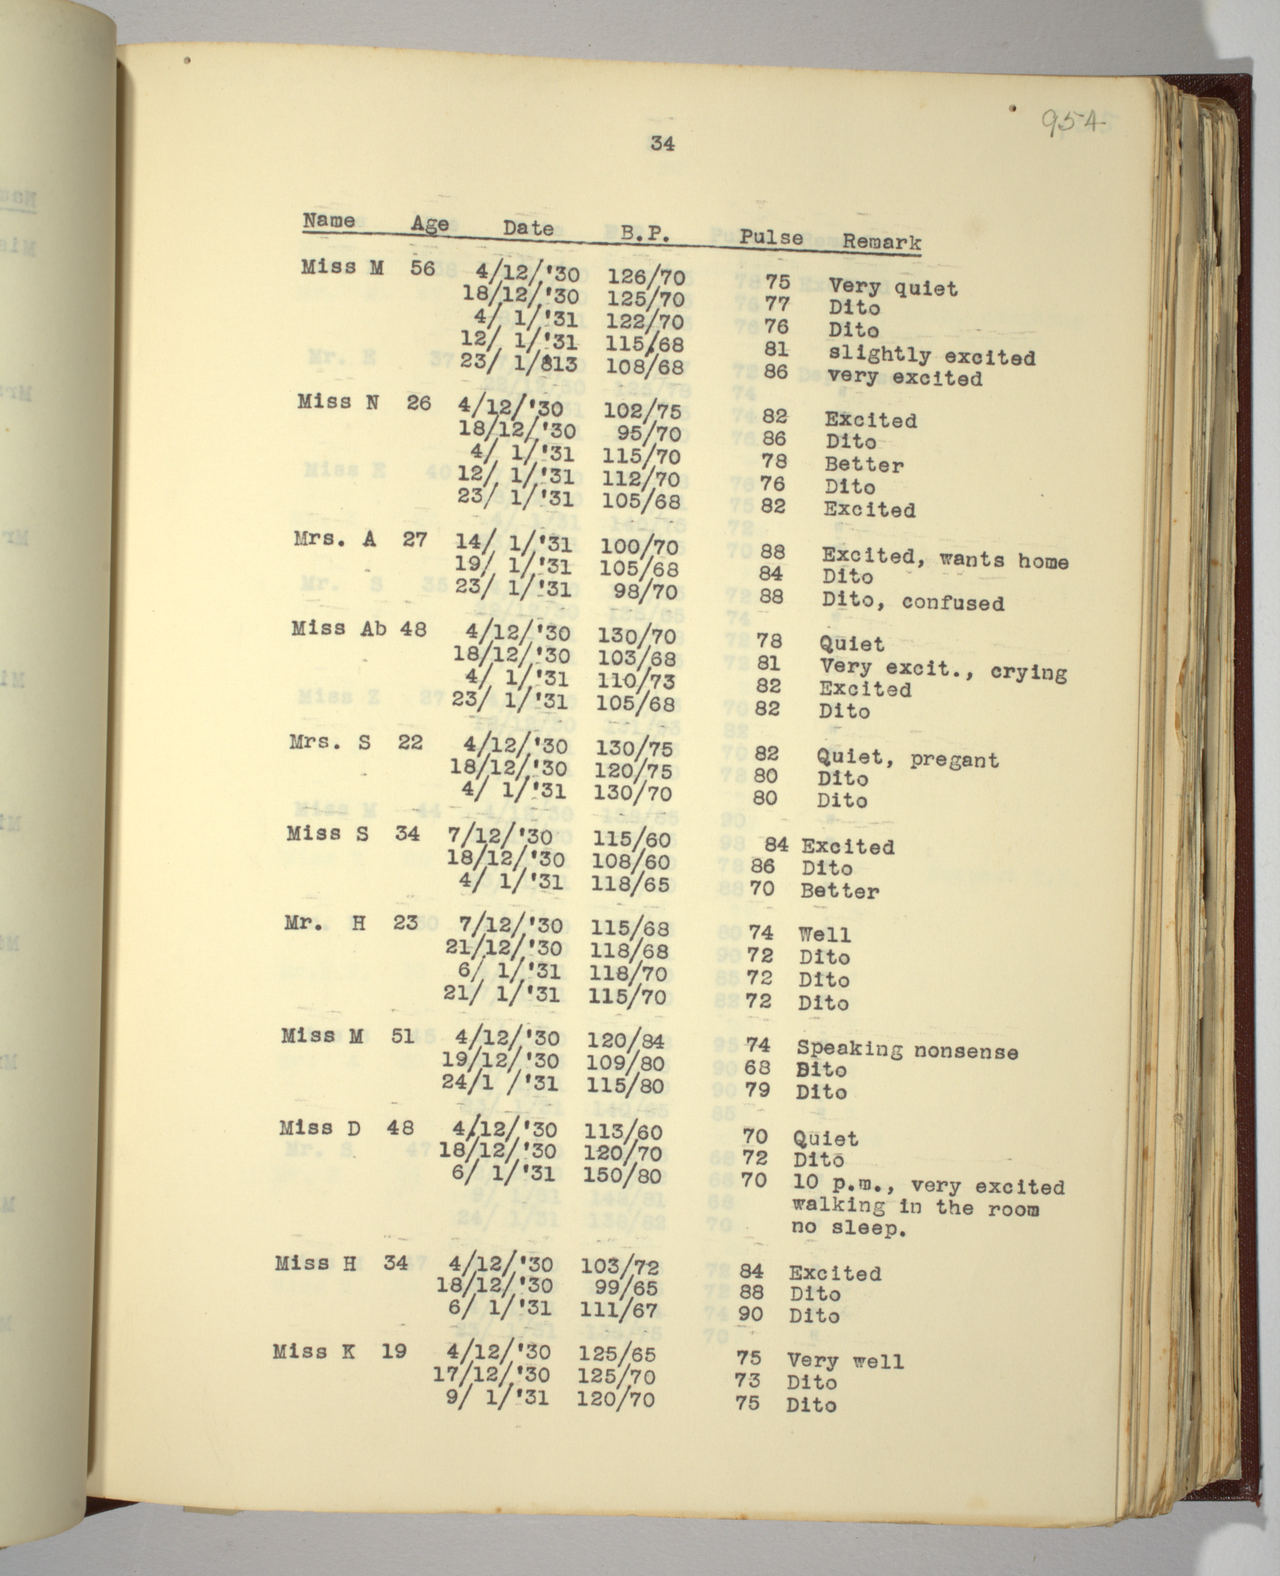 954
34
Name Age Date B.P. Pulse Remark
Miss M 56 4/12/'30 126/70 75 Very quiet
18/12/'30 125/70 77 Dito
4/ 1/'31 122/70 76 Dito
12/ 1/'31 115/68 81 slightly excited
23/ 1/813 108/68 86 very excited
Miss N 26 4/12/'30 102/75 82 Excited
18/12/'30 95/70 86 Dito
4/ 1/'31 115/70 78 Better
12/ 1/'31 112/70 76 Dito
23/ 1/'31 105/68 82 Excited
Mrs. A 27 14/ 1/'31 100/70 88 Excited, wants home
19/ 1/'31 105/68 84 Dito
23/ 1/'31 98/70 88 Dito, confused
Miss Ab 48 4/12/'30 130/70 78 Quiet
18/12/'30 103/68 81 Very excit., crying
4/ 1/'31 110/73 82 Excited
23/ 1/'31 105/68 82 Dito
Mrs. S 22 4/12/'30 130/75 82 Quiet, pregant
18/12/'30 120/75 80 Dito
4/ 1/'31 130/70 80 Dito
Miss S 34 7/12/'30 115/60 84 Excited
18/12/'30 108/60 86 Dito
4/ 1/'31 118/65 70 Better
Mr. H 23 7/12/'30 115/68 74 Well
21/12/'30 118/68 72 Dito
6/ 1/'31 118/70 72 Dito
21/ 1/'31 115/70 72 Dito
Miss M 51 4/12/'30 120/84 74 Speaking nonsense
19/12/'30 109/80 68 Dito
24/1 /'31 115/80 79 Dito
Miss D 48 4/12/'30 113/60 70 Quiet
18/12/'30 120/70 72 Dito
6/ 1/'31 150/80 70 10 p.m., very excited
walking in the room
no sleep.
Miss H 34 4/12/'30 103/72 84 Excited
18/12/'30 99/65 88 Dito
6/ 1/'31 111/67 90 Dito
Miss K 19 4/12/'30 125/65 75 Very well
17/12/'30 125/70 73 Dito
9/ 1/'31 120/70 75 Dito